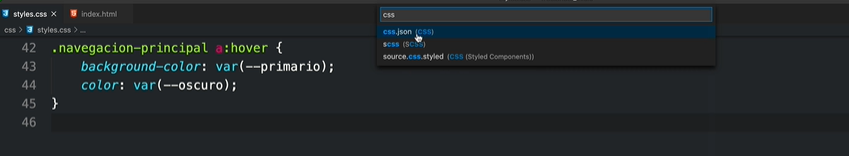 styles.css ×
index.html
css > styles.css > ...
css
css.json (CSS)
scss (SCSS)
source.css.styled (CSS (Styled Components))
42 .navegacion-principal a:hover {
43 background-color: var(--primario);
44 color: var(--oscuro);
45 }
46